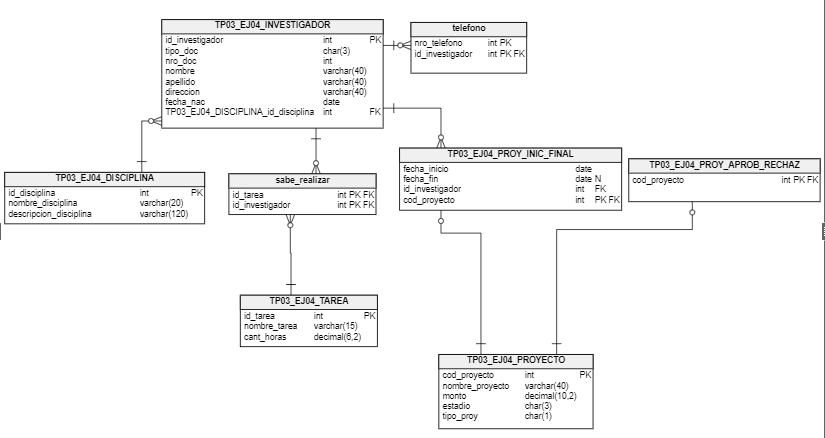 TP03_EJ04_INVESTIGADOR
id_investigador int PK
tipo_doc char(3)
nro_doc int
nombre varchar(40)
apellido varchar(40)
direccion varchar(40)
fecha_nac date
TP03_EJ04_DISCIPLINA_id_disciplina int FK
telefono
nro_telefono int PK
id_investigador int PK FK
TP03_EJ04_DISCIPLINA
id_disciplina int PK
nombre_disciplina varchar(20)
descripcion_disciplina varchar(120)
sabe_realizar
id_tarea int PK FK
id_investigador int PK FK
TP03_EJ04_PROY_INIC_FINAL
fecha_inicio date
fecha_fin date N
id_investigador int FK
cod_proyecto int PK FK
TP03_EJ04_PROY_APROB_RECHAZ
cod_proyecto int PK FK
TP03_EJ04_TAREA
id_tarea int PK
nombre_tarea varchar(15)
cant_horas decimal(6,2)
TP03_EJ04_PROYECTO
cod_proyecto int PK
nombre_proyecto varchar(40)
monto decimal(10,2)
estadio char(3)
tipo_proy char(1)